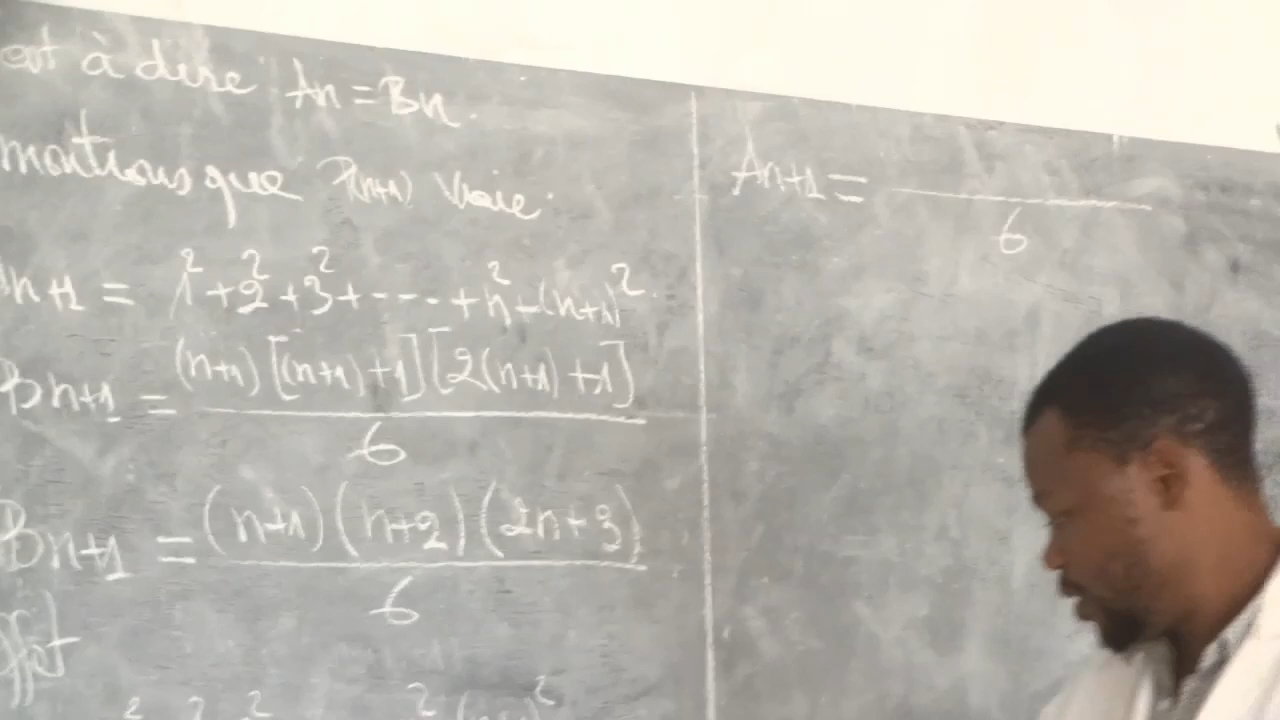 est à dire : An = Bn.
montrons que P(n+1) Vraie.
An+1 = 1² + 2² + 3² + ---- + n² + (n+1)².
Bn+1 = (n+1) [(n+1)+1] [2(n+1)+1] / 6
Bn+1 = (n+1) (n+2) (2n+3) / 6
effet
An+1 = ――― / 6